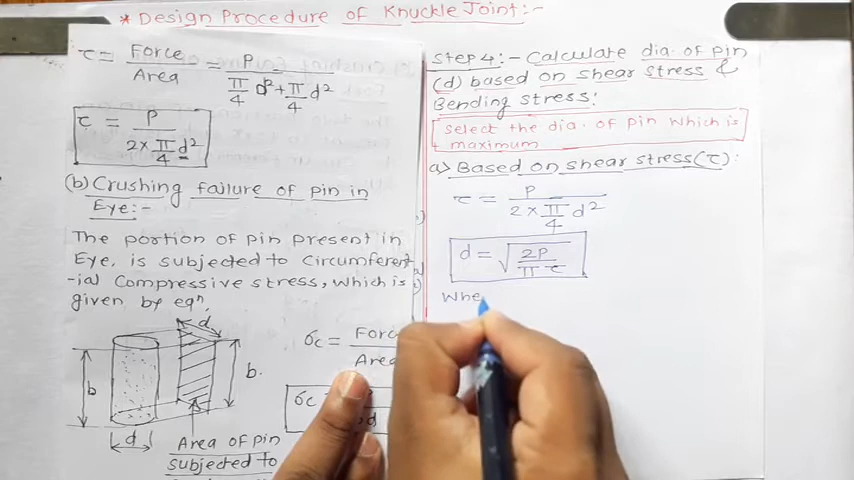 * Design Procedure of Knuckle Joint:-
τ = Force / Area = P / (π/4 d² + π/4 d²)
τ = P / (2 × π/4 d²)
(b) Crushing failure of pin in
Eye:-
The portion of pin present in
Eye, is subjected to circumferent
-ial compressive stress, which is
given by eqⁿ,
d
b
b.
d
Area of pin
subjected to
σc = Force
Area
σc
Step 4:- Calculate dia. of pin
(d) based on shear stress &
Bending stress:
Select the dia. of pin which is
maximum
a> Based on shear stress(τ):
τ = P / (2 × π/4 d²)
d = √(2P / π τ)
Whe